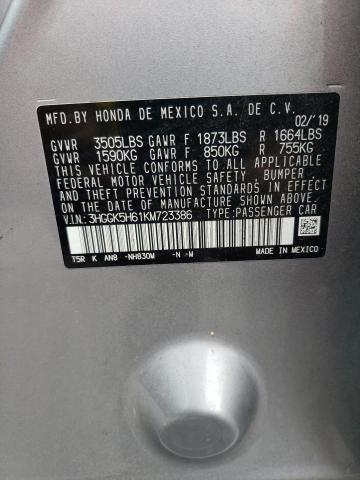 MFD.BY HONDA DE MEXICO S.A. DE C.V.
02/'19
GVWR 3505LBS GAWR F 1873LBS R 1664LBS
GVWR 1590KG GAWR F 850KG R 755KG
THIS VEHICLE CONFORMS TO ALL APPLICABLE
FEDERAL MOTOR VEHICLE SAFETY, BUMPER,
AND THEFT PREVENTION STANDARDS IN EFFECT
ON THE DATE OF MANUFACTURE SHOWN ABOVE.
V.I.N.:3HGGK5H61KM723386 TYPE:PASSENGER CAR
T5R K AN8 -NH830M -N -M
MADE IN MEXICO